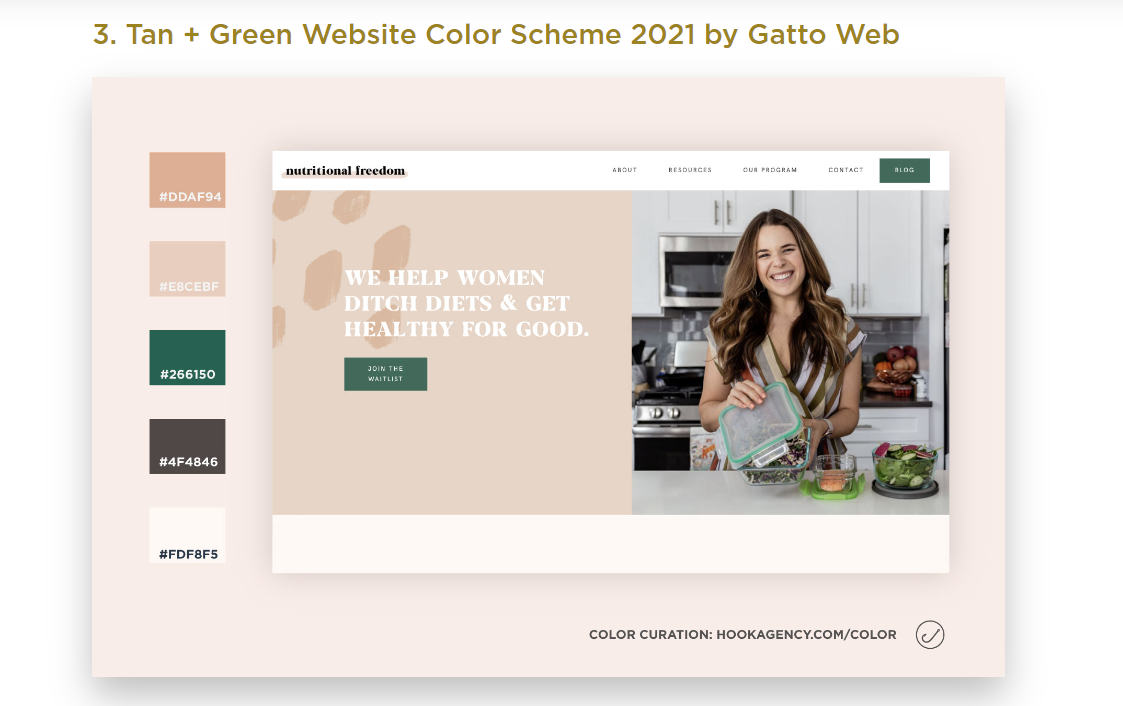 3. Tan + Green Website Color Scheme 2021 by Gatto Web
#DDAF94
#E8CEBF
#266150
#4F4846
#FDF8F5
nutritional freedom
ABOUT
RESOURCES
OUR PROGRAM
CONTACT
BLOG
WE HELP WOMEN
DITCH DIETS & GET
HEALTHY FOR GOOD.
JOIN THE
WAITLIST
COLOR CURATION: HOOKAGENCY.COM/COLOR